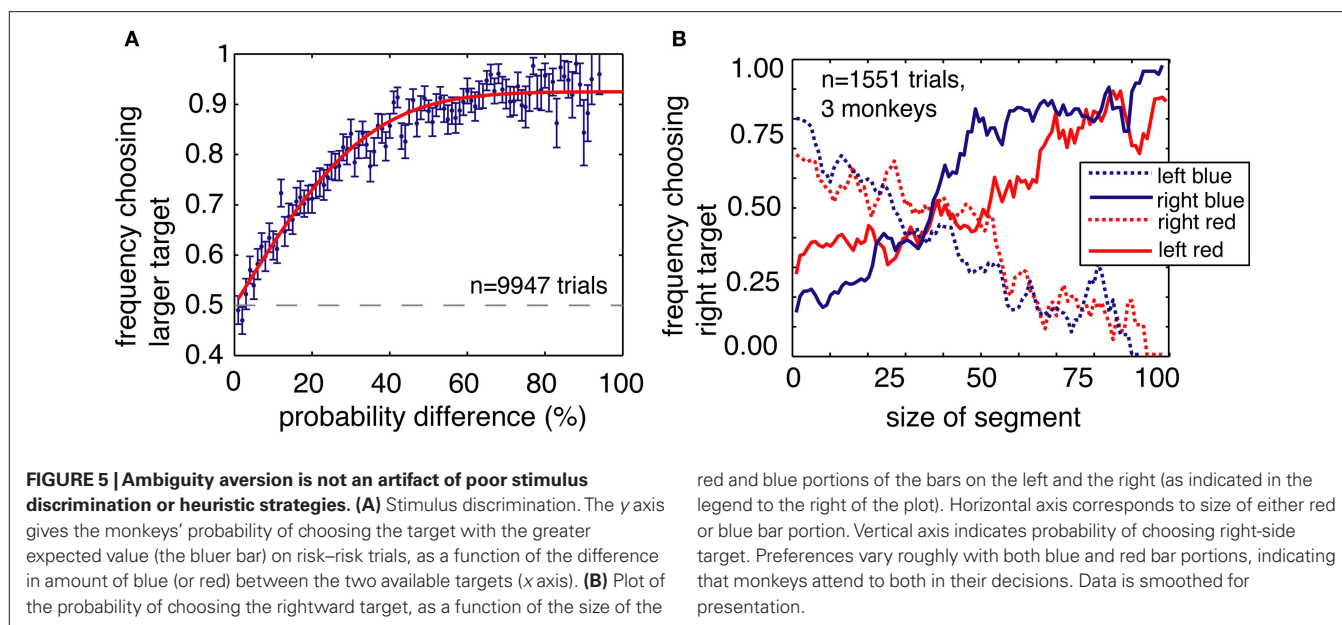 A
frequency choosing
larger target
1
0.9
0.8
0.7
0.6
0.5
0.4
n=9947 trials
0 20 40 60 80 100
probability difference (%)
B
frequency choosing
right target
1.00
0.75
0.50
0.25
0.00
n=1551 trials,
3 monkeys
left blue
right blue
right red
left red
0 25 50 75 100
size of segment
FIGURE 5 | Ambiguity aversion is not an artifact of poor stimulus
discrimination or heuristic strategies. (A) Stimulus discrimination. The y axis
gives the monkeys’ probability of choosing the target with the greater
expected value (the bluer bar) on risk–risk trials, as a function of the difference
in amount of blue (or red) between the two available targets (x axis). (B) Plot of
the probability of choosing the rightward target, as a function of the size of the
red and blue portions of the bars on the left and the right (as indicated in the
legend to the right of the plot). Horizontal axis corresponds to size of either red
or blue bar portion. Vertical axis indicates probability of choosing right-side
target. Preferences vary roughly with both blue and red bar portions, indicating
that monkeys attend to both in their decisions. Data is smoothed for
presentation.